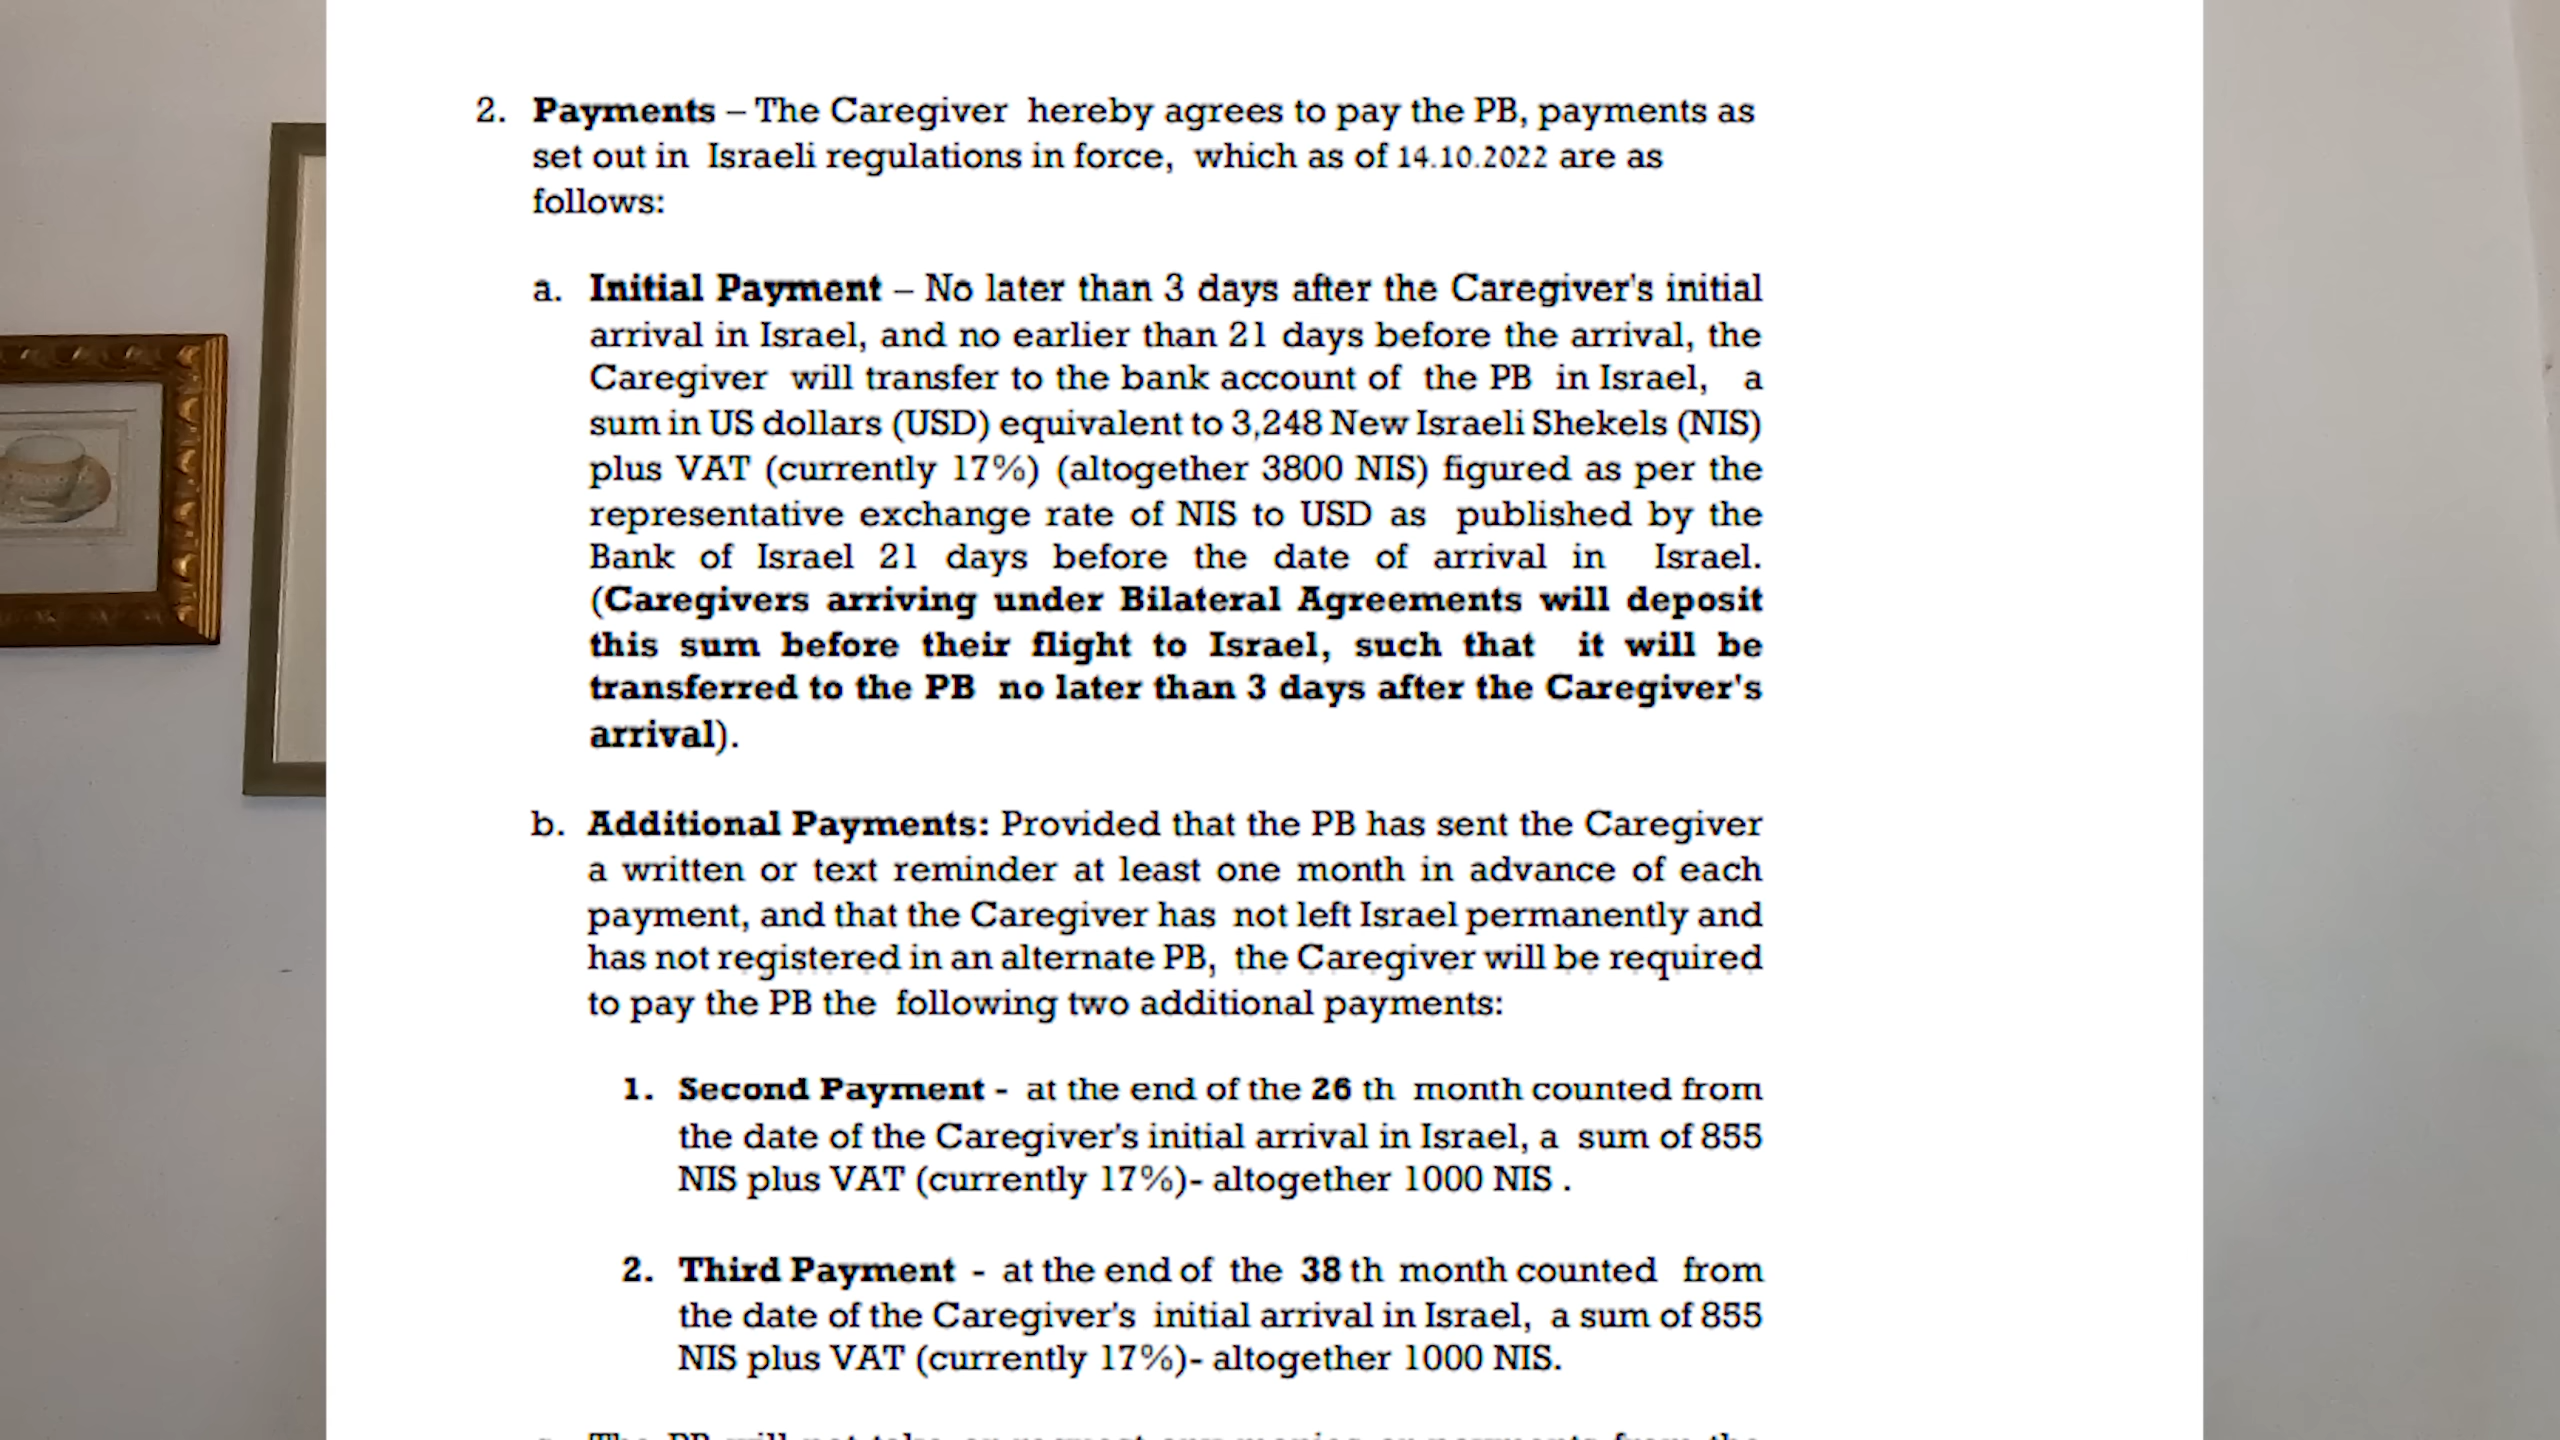 2. Payments – The Caregiver hereby agrees to pay the PB, payments as
set out in Israeli regulations in force, which as of 14.10.2022 are as
follows:
a. Initial Payment – No later than 3 days after the Caregiver's initial
arrival in Israel, and no earlier than 21 days before the arrival, the
Caregiver will transfer to the bank account of the PB in Israel, a
sum in US dollars (USD) equivalent to 3,248 New Israeli Shekels (NIS)
plus VAT (currently 17%) (altogether 3800 NIS) figured as per the
representative exchange rate of NIS to USD as published by the
Bank of Israel 21 days before the date of arrival in Israel.
(Caregivers arriving under Bilateral Agreements will deposit
this sum before their flight to Israel, such that it will be
transferred to the PB no later than 3 days after the Caregiver's
arrival).
b. Additional Payments: Provided that the PB has sent the Caregiver
a written or text reminder at least one month in advance of each
payment, and that the Caregiver has not left Israel permanently and
has not registered in an alternate PB, the Caregiver will be required
to pay the PB the following two additional payments:
1. Second Payment - at the end of the 26 th month counted from
the date of the Caregiver's initial arrival in Israel, a sum of 855
NIS plus VAT (currently 17%)- altogether 1000 NIS .
2. Third Payment - at the end of the 38 th month counted from
the date of the Caregiver's initial arrival in Israel, a sum of 855
NIS plus VAT (currently 17%)- altogether 1000 NIS.